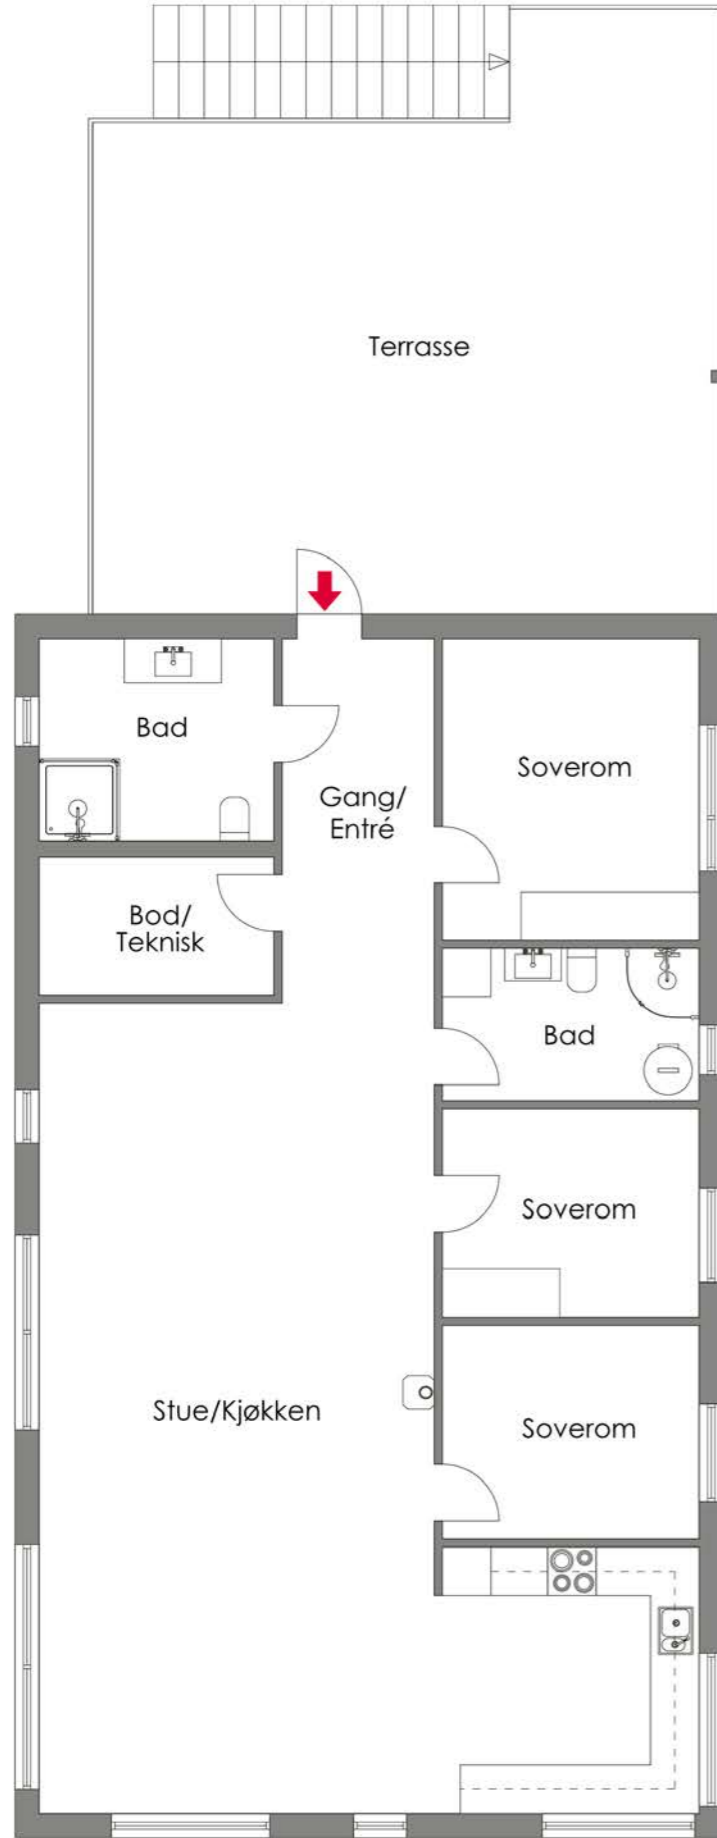 Terrasse
Bad
Soverom
Gang/
Entré
Bod/
Teknisk
Bad
Soverom
Stue/Kjøkken
Soverom